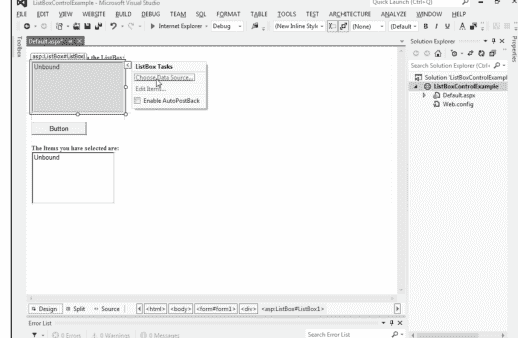 ListBoxControlExample - Microsoft Visual Studio
Quick Launch (Ctrl+Q)
FILE EDIT VIEW WEBSITE BUILD DEBUG TEAM SQL FORMAT TABLE TOOLS TEST ARCHITECTURE ANALYZE WINDOW HELP
Internet Explorer Debug (New Inline Style (None) (Default B I U A
Toolbox
Default.aspx*
Solution Explorer
Properties
asp:ListBox#ListBox1 the ListBox:
Unbound
ListBox Tasks
Choose Data Source...
Edit Items...
Enable AutoPostBack
Search Solution Explorer (Ctrl+
Solution 'ListBoxControlExampl
ListBoxControlExample
Default.aspx
Web.config
Button
The Items you have selected are:
Unbound
Design Split Source <html> <body> <form#form1> <div> <asp:ListBox#ListBox1>
Error List
0 Errors 0 Warnings 0 Messages Search Error List